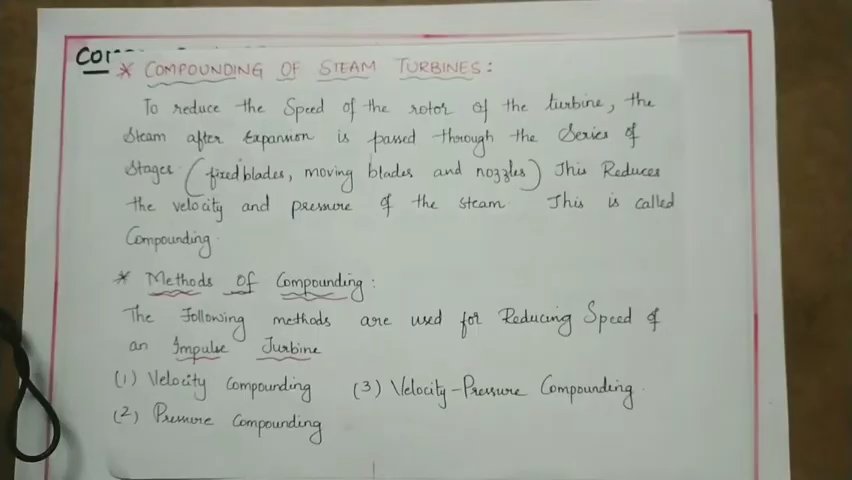 * COMPOUNDING OF STEAM TURBINES:
To reduce the Speed of the rotor of the turbine, the
Steam after Expansion is passed through the Series of
Stages (fixed blades, moving blades and nozzles) This Reduces
the velocity and pressure of the steam. This is called
Compounding.
* Methods Of Compounding:
The Following methods are used for Reducing Speed of
an Impulse Turbine
(1) Velocity Compounding (3) Velocity-Pressure Compounding.
(2) Pressure Compounding